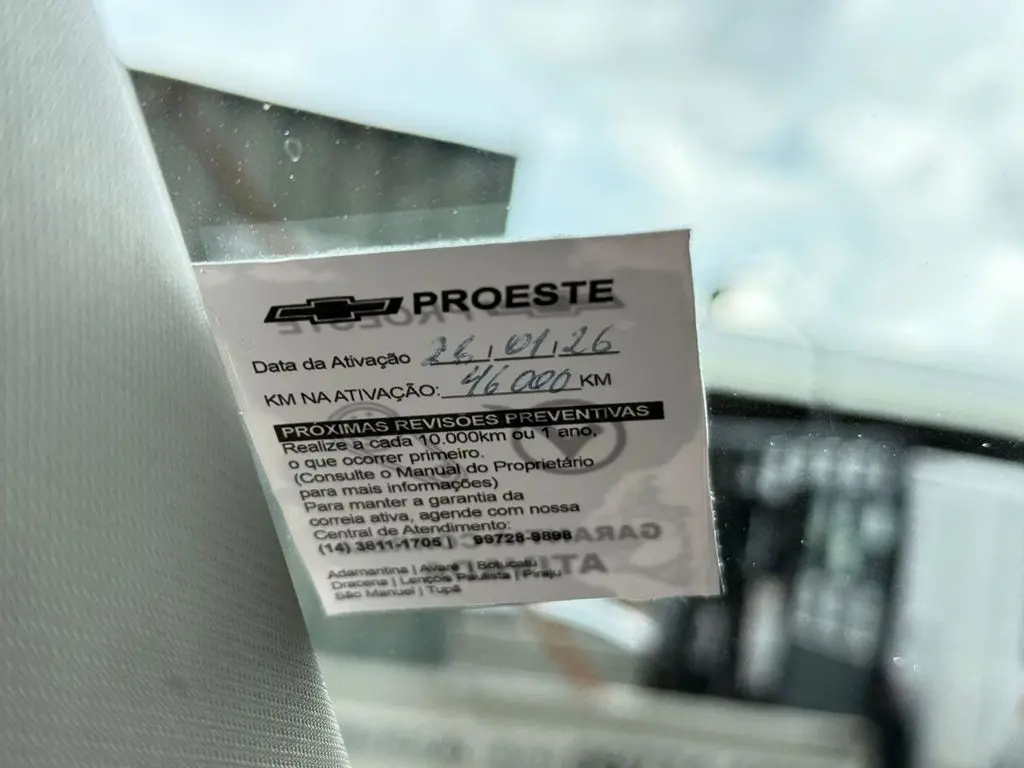 PROESTE
Data da Ativação 26/01/26
KM NA ATIVAÇÃO: 46000 KM
PRÓXIMAS REVISÕES PREVENTIVAS
Realize a cada 10.000km ou 1 ano,
o que ocorrer primeiro.
(Consulte o Manual do Proprietário
para mais informações)
Para manter a garantia da
correia ativa, agende com nossa
Central de Atendimento:
(14) 3811-1705 | 99728-9898
Adamantina | Avaré | Botucatu
Dracena | Lençóis Paulista | Piraju
São Manuel | Tupã